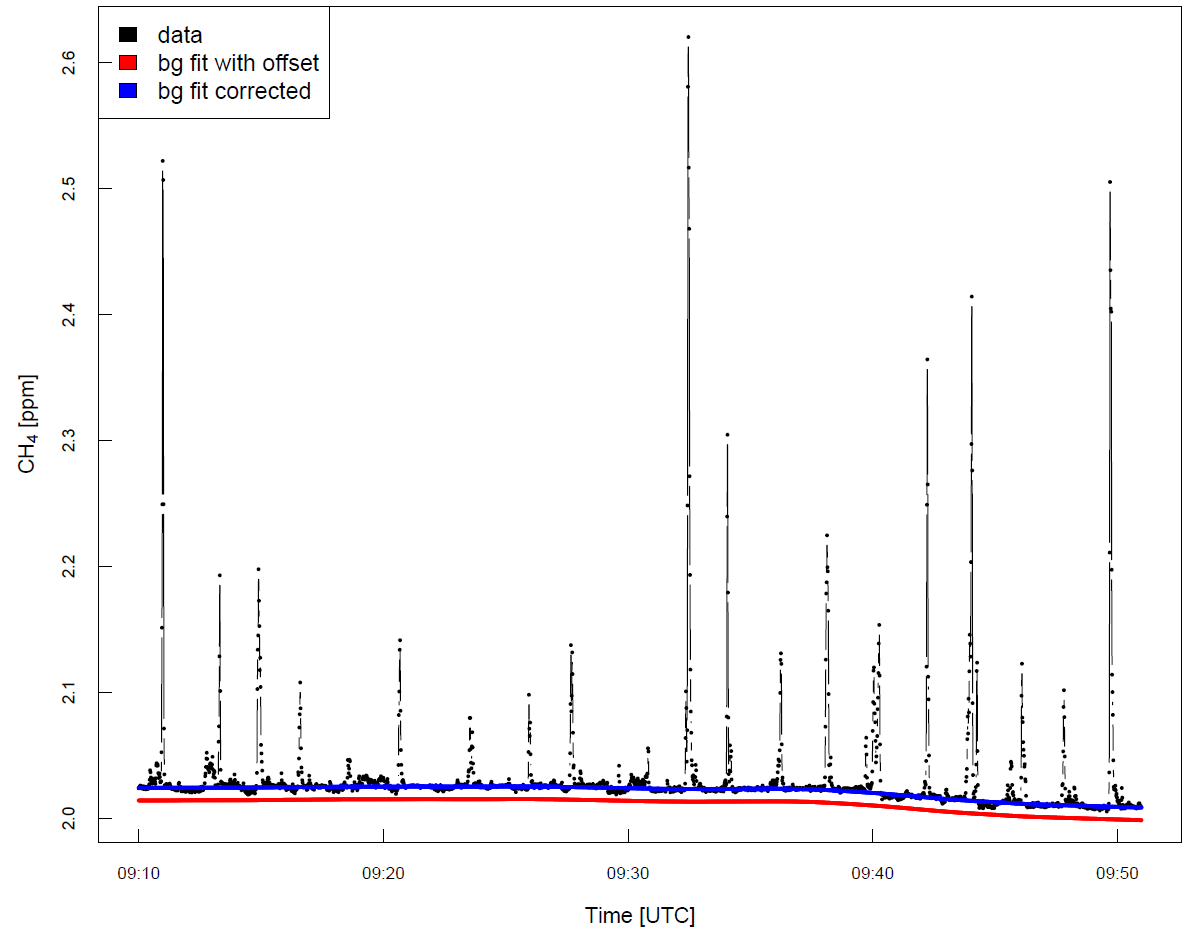 data
bg fit with offset
bg fit corrected
CH₄ [ppm]
2.6
2.5
2.4
2.3
2.2
2.1
2.0
09:10 09:20 09:30 09:40 09:50
Time [UTC]